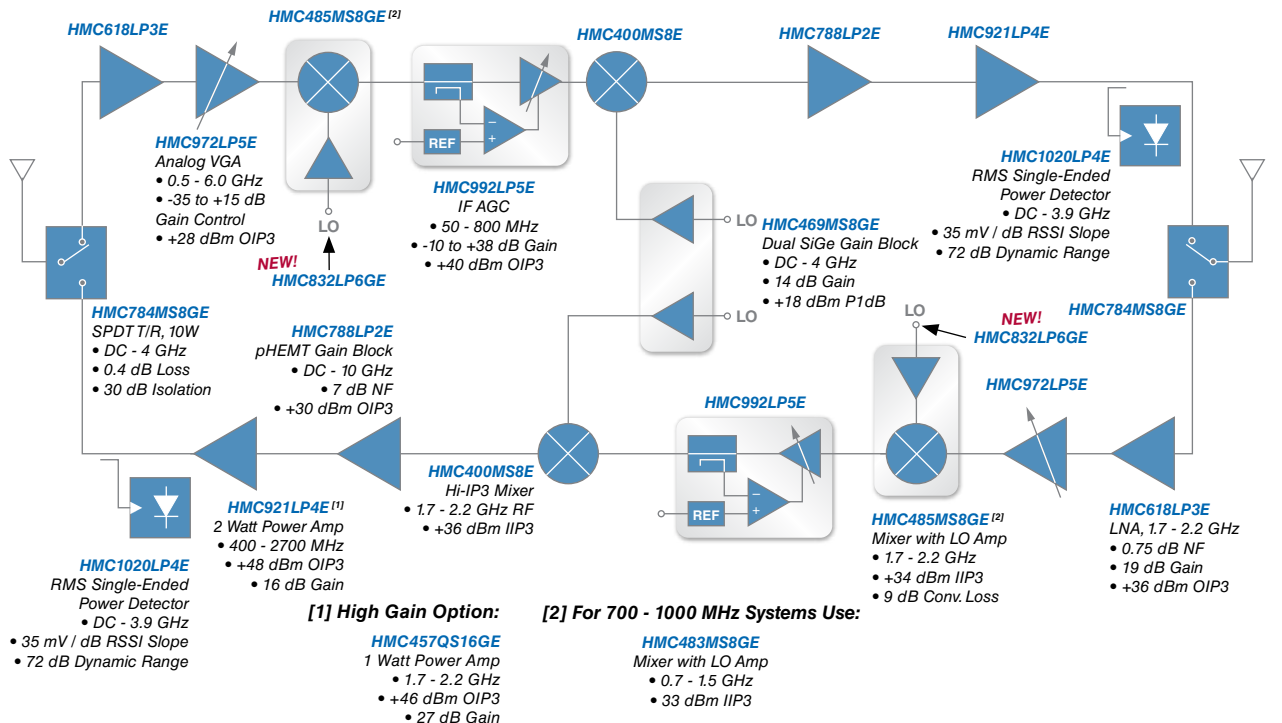 HMC618LP3E
HMC485MS8GE [2]
HMC400MS8E
HMC788LP2E
HMC921LP4E
HMC972LP5E
Analog VGA
• 0.5 - 6.0 GHz
• -35 to +15 dB
Gain Control
• +28 dBm OIP3
LO
NEW!
HMC832LP6GE
REF
−
+
HMC992LP5E
IF AGC
• 50 - 800 MHz
• -10 to +38 dB Gain
• +40 dBm OIP3
LO
LO
HMC469MS8GE
Dual SiGe Gain Block
• DC - 4 GHz
• 14 dB Gain
• +18 dBm P1dB
HMC1020LP4E
RMS Single-Ended
Power Detector
• DC - 3.9 GHz
• 35 mV / dB RSSI Slope
• 72 dB Dynamic Range
HMC784MS8GE
HMC784MS8GE
SPDT T/R, 10W
• DC - 4 GHz
• 0.4 dB Loss
• 30 dB Isolation
HMC788LP2E
pHEMT Gain Block
• DC - 10 GHz
• 7 dB NF
• +30 dBm OIP3
LO
NEW!
HMC832LP6GE
HMC992LP5E
REF
−
+
HMC972LP5E
HMC1020LP4E
RMS Single-Ended
Power Detector
• DC - 3.9 GHz
• 35 mV / dB RSSI Slope
• 72 dB Dynamic Range
HMC921LP4E [1]
2 Watt Power Amp
• 400 - 2700 MHz
• +48 dBm OIP3
• 16 dB Gain
HMC400MS8E
Hi-IP3 Mixer
• 1.7 - 2.2 GHz RF
• +36 dBm IIP3
HMC485MS8GE [2]
Mixer with LO Amp
• 1.7 - 2.2 GHz
• +34 dBm IIP3
• 9 dB Conv. Loss
HMC618LP3E
LNA, 1.7 - 2.2 GHz
• 0.75 dB NF
• 19 dB Gain
• +36 dBm OIP3
[1] High Gain Option:
HMC457QS16GE
1 Watt Power Amp
• 1.7 - 2.2 GHz
• +46 dBm OIP3
• 27 dB Gain
[2] For 700 - 1000 MHz Systems Use:
HMC483MS8GE
Mixer with LO Amp
• 0.7 - 1.5 GHz
• 33 dBm IIP3